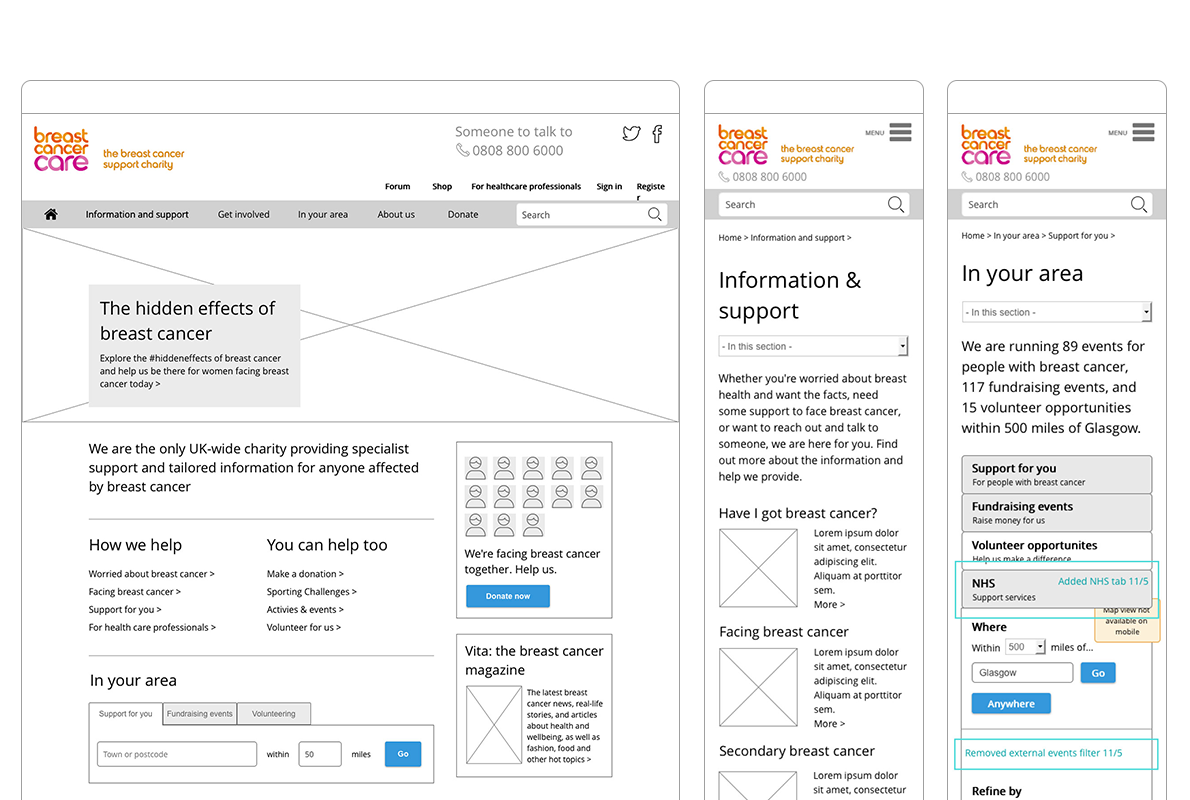 breast
cancer
care
the breast cancer
support charity
Someone to talk to
0808 800 6000
Forum
Shop
For healthcare professionals
Sign in
Registe
r
Information and support
Get involved
In your area
About us
Donate
Search
The hidden effects of
breast cancer
Explore the #hiddeneffects of breast cancer
and help us be there for women facing breast
cancer today >
We are the only UK-wide charity providing specialist
support and tailored information for anyone affected
by breast cancer
How we help
Worried about breast cancer >
Facing breast cancer >
Support for you >
For health care professionals >
You can help too
Make a donation >
Sporting Challenges >
Activies & events >
Volunteer for us >
In your area
Support for you
Fundraising events
Volunteering
Town or postcode
within
50
miles
Go
We're facing breast cancer
together. Help us.
Donate now
Vita: the breast cancer
magazine
The latest breast
cancer news, real-life
stories, and articles
about health and
wellbeing, as well as
fashion, food and
other hot topics >
breast
cancer
care
the breast cancer
support charity
MENU
0808 800 6000
Search
Home > Information and support >
Information &
support
- In this section -
Whether you're worried about breast
health and want the facts, need
some support to face breast cancer,
or want to reach out and talk to
someone, we are here for you. Find
out more about the information and
help we provide.
Have I got breast cancer?
Lorem ipsum dolor
sit amet, consectetur
adipiscing elit.
Aliquam at porttitor
sem.
More >
Facing breast cancer
Lorem ipsum dolor
sit amet, consectetur
adipiscing elit.
Aliquam at porttitor
sem.
More >
Secondary breast cancer
Lorem ipsum dolor
sit amet, consectetur
breast
cancer
care
the breast cancer
support charity
MENU
0808 800 6000
Search
Home > In your area > Support for you >
In your area
- In this section -
We are running 89 events for
people with breast cancer,
117 fundraising events, and
15 volunteer opportunities
within 500 miles of Glasgow.
Support for you
For people with breast cancer
Fundraising events
Raise money for us
Volunteer opportunites
Help us make a difference
NHS
Added NHS tab 11/5
Support services
Map view not
available on
mobile
Where
Within
500
miles of...
Glasgow
Go
Anywhere
Removed external events filter 11/5
Refine by